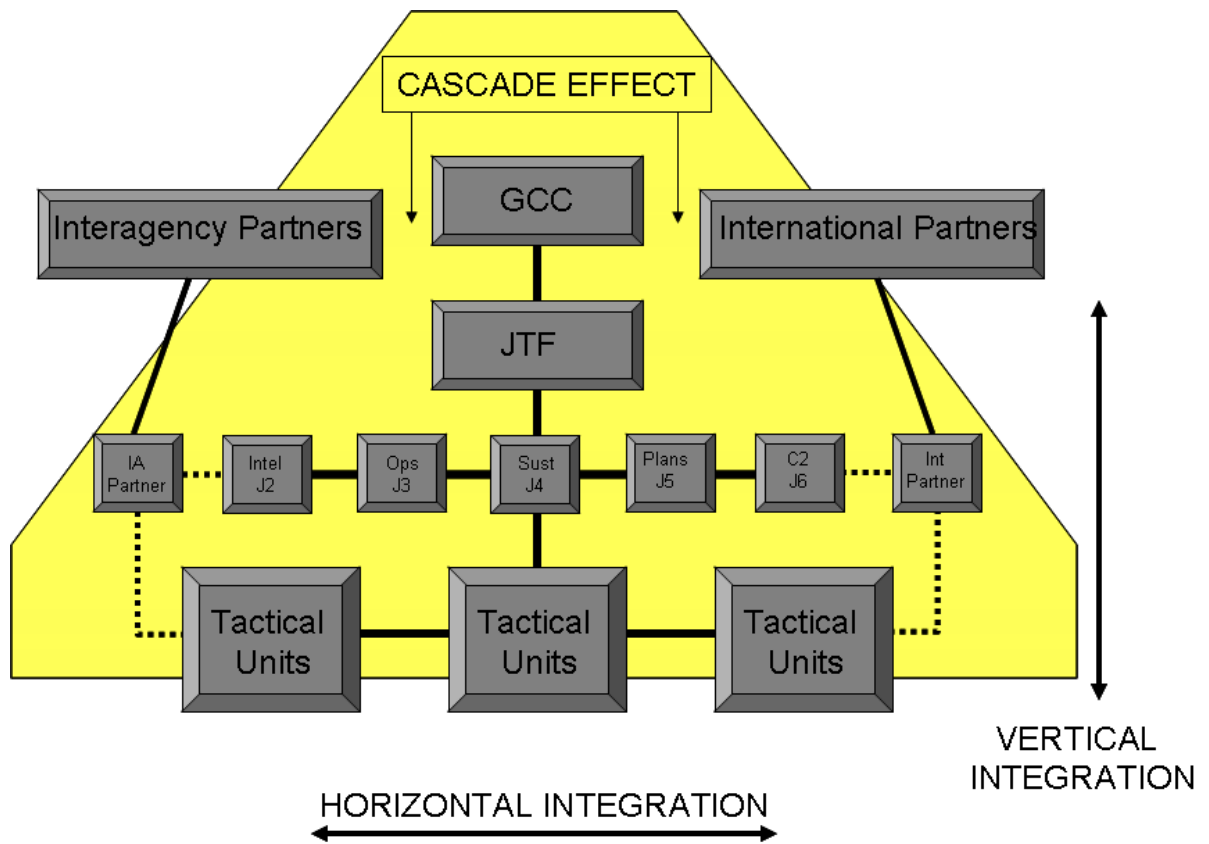 CASCADE EFFECT
GCC
Interagency Partners
International Partners
JTF
IA
Partner
Intel
J2
Ops
J3
Sust
J4
Plans
J5
C2
J6
Int
Partner
Tactical
Units
Tactical
Units
Tactical
Units
VERTICAL
INTEGRATION
HORIZONTAL INTEGRATION